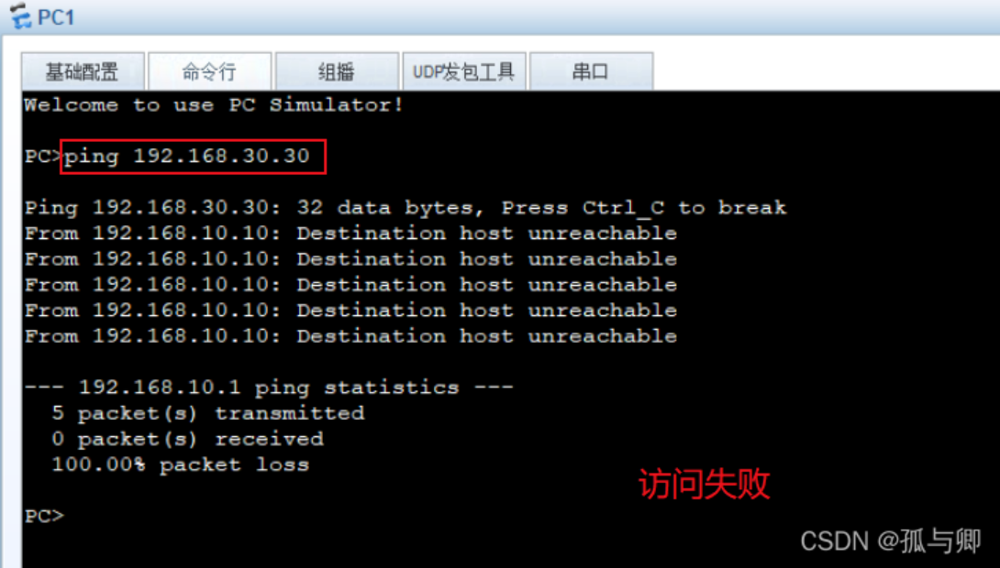 PC1
基础配置 命令行 组播 UDP发包工具 串口
Welcome to use PC Simulator!
PC>ping 192.168.30.30
Ping 192.168.30.30: 32 data bytes, Press Ctrl_C to break
From 192.168.10.10: Destination host unreachable
From 192.168.10.10: Destination host unreachable
From 192.168.10.10: Destination host unreachable
From 192.168.10.10: Destination host unreachable
From 192.168.10.10: Destination host unreachable
--- 192.168.10.1 ping statistics ---
5 packet(s) transmitted
0 packet(s) received
100.00% packet loss
访问失败
PC>
CSDN @孤与卿